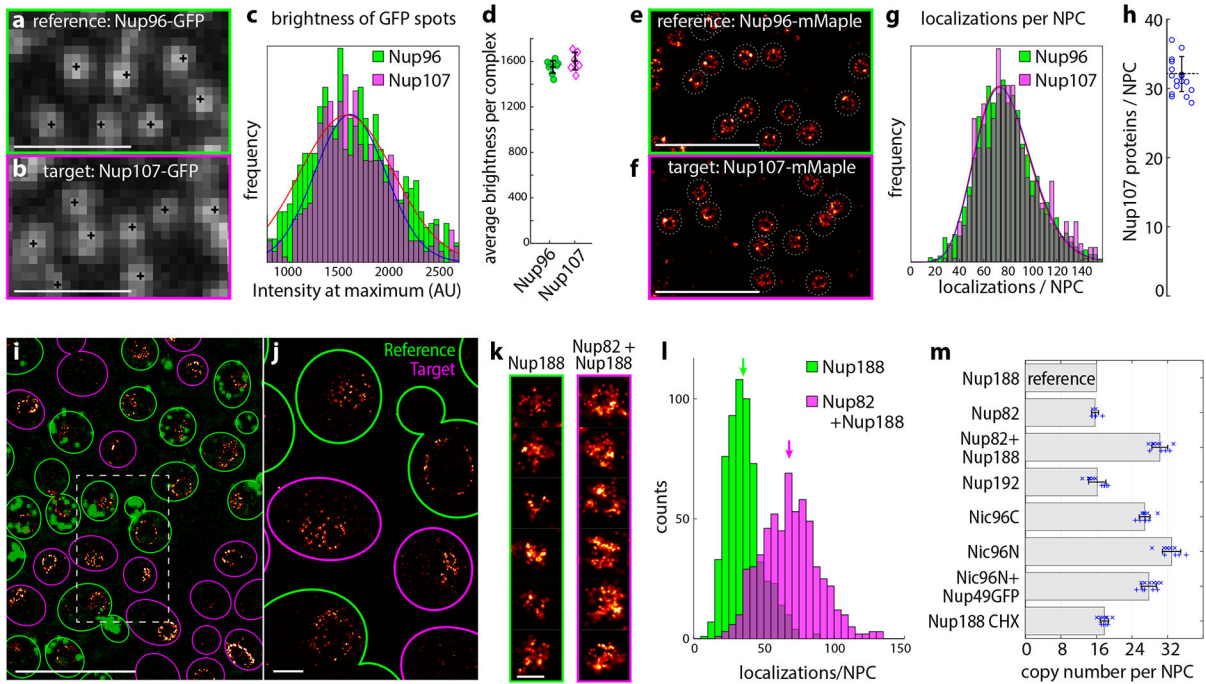 a
reference: Nup96-GFP
b
target: Nup107-GFP
c
brightness of GFP spots
Nup96
Nup107
frequency
1000
1500
2000
2500
Intensity at maximum (AU)
d
average brightness per complex
1600
1200
800
400
0
Nup96
Nup107
e
reference: Nup96-mMaple
f
target: Nup107-mMaple
g
localizations per NPC
Nup96
Nup107
frequency
0
20
40
60
80
100
140
localizations / NPC
h
Nup107 proteins / NPC
40
30
20
10
0
i
j
Reference
Target
k
Nup188
Nup82 +
Nup188
l
Nup188
Nup82
+Nup188
counts
100
50
0
0
50
100
150
localizations/NPC
m
Nup188
reference
Nup82
Nup82+
Nup188
Nup192
Nic96C
Nic96N
Nic96N+
Nup49GFP
Nup188 CHX
0
8
16
24
32
40
copy number per NPC